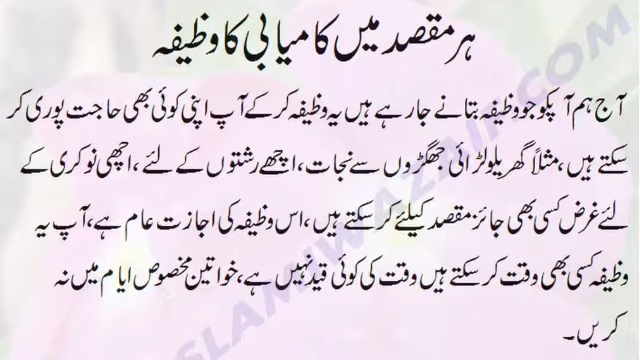 ہر مقصد میں کامیابی کا وظیفہ
آج ہم آپکو جو وظیفہ بتانے جا رہے ہیں یہ وظیفہ کر کے آپ اپنی کوئی بھی حاجت پوری کر
سکتے ہیں، مثلاً گھریلو لڑائی جھگڑوں سے نجات، اچھے رشتوں کے لئے، اچھی نوکری کے
لئے غرض کسی بھی جائز مقصد کیلئے کر سکتے ہیں، اس وظیفہ کی اجازت عام ہے، آپ یہ
وظیفہ کسی بھی وقت کر سکتے ہیں وقت کی کوئی قید نہیں ہے، خواتین مخصوص ایام میں نہ
کریں۔